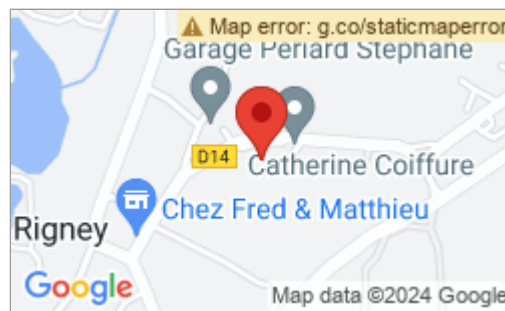 Map error: g.co/staticmaperror
Garage Periard Stephane
D14
Catherine Coiffure
Chez Fred & Matthieu
Rigney
Google
Map data ©2024 Google